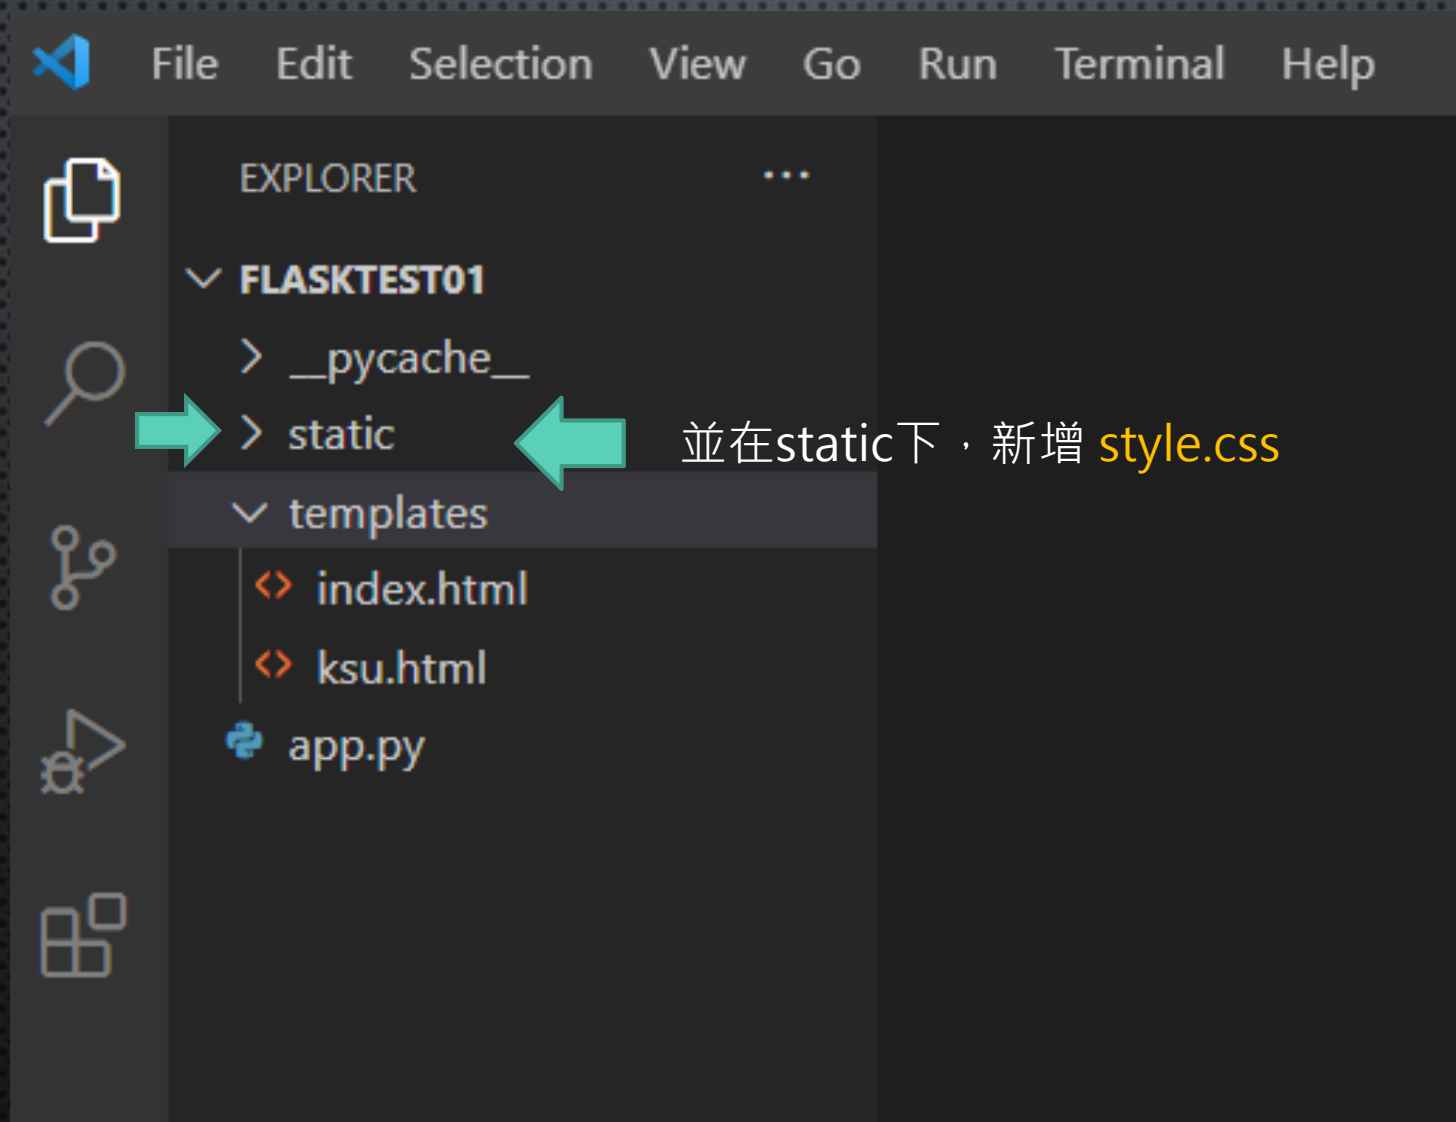 File Edit Selection View Go Run Terminal Help
EXPLORER ...
FLASKTEST01
__pycache__
static
並在static下，新增 style.css
templates
index.html
ksu.html
app.py